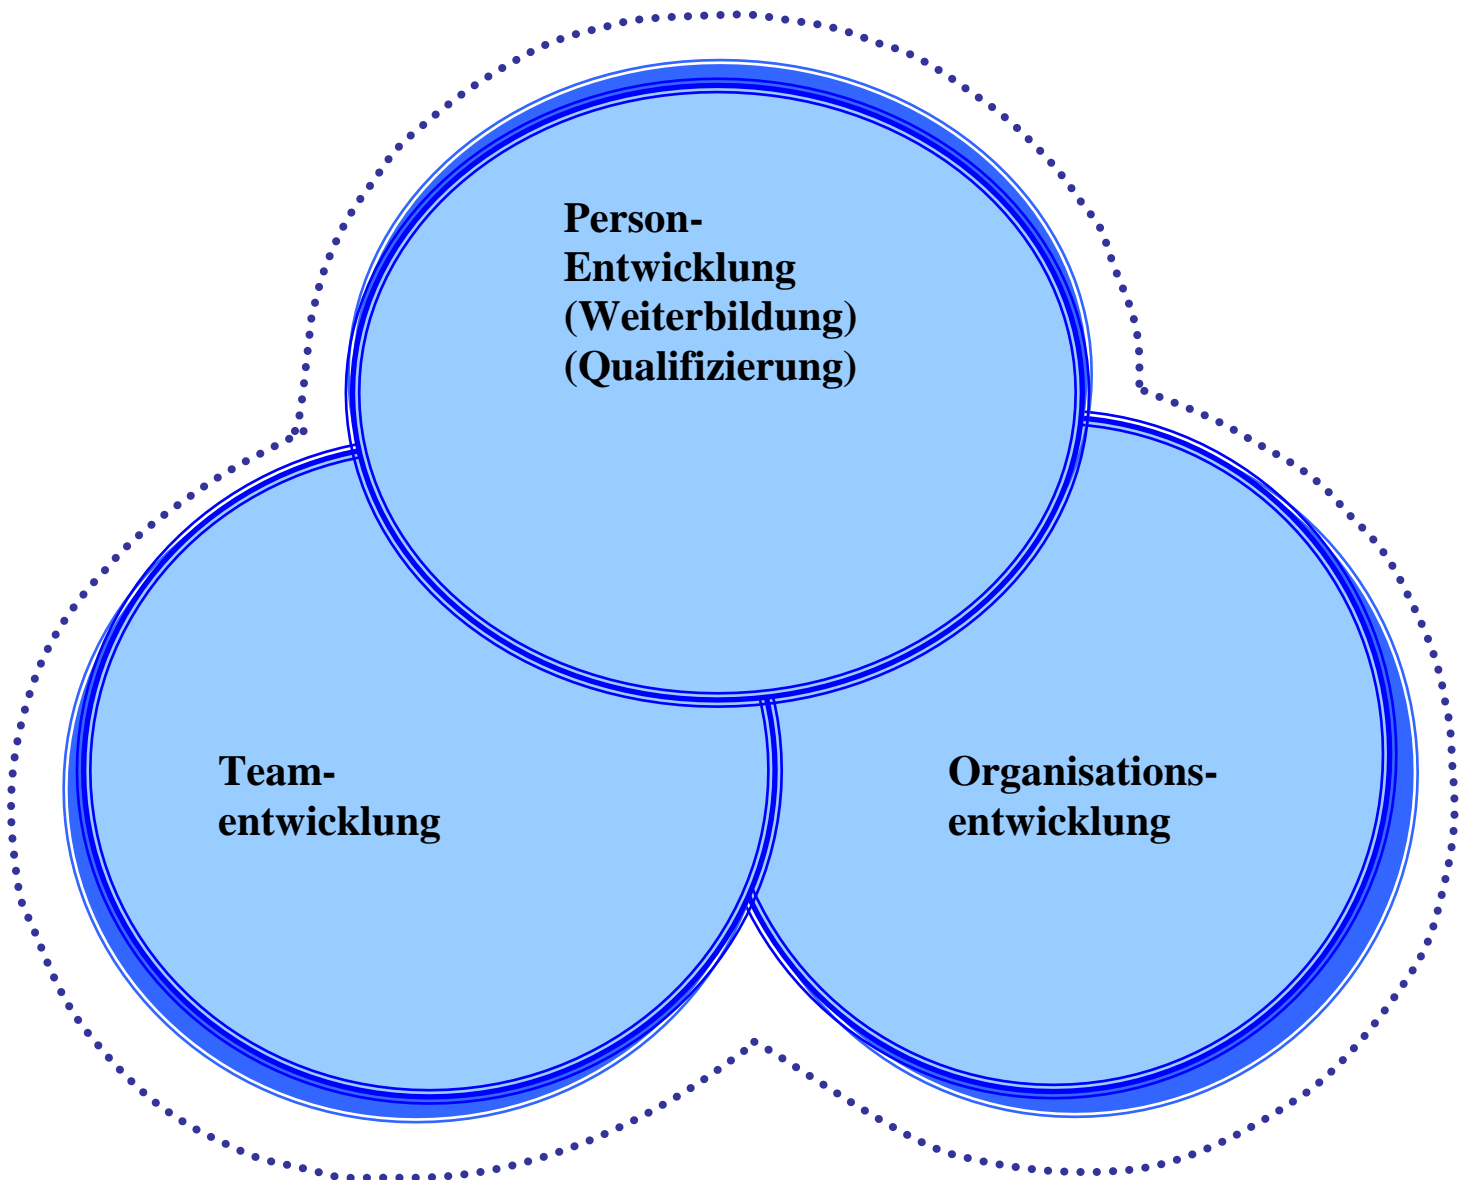 Person-
Entwicklung
(Weiterbildung)
(Qualifizierung)
Team-
entwicklung
Organisations-
entwicklung